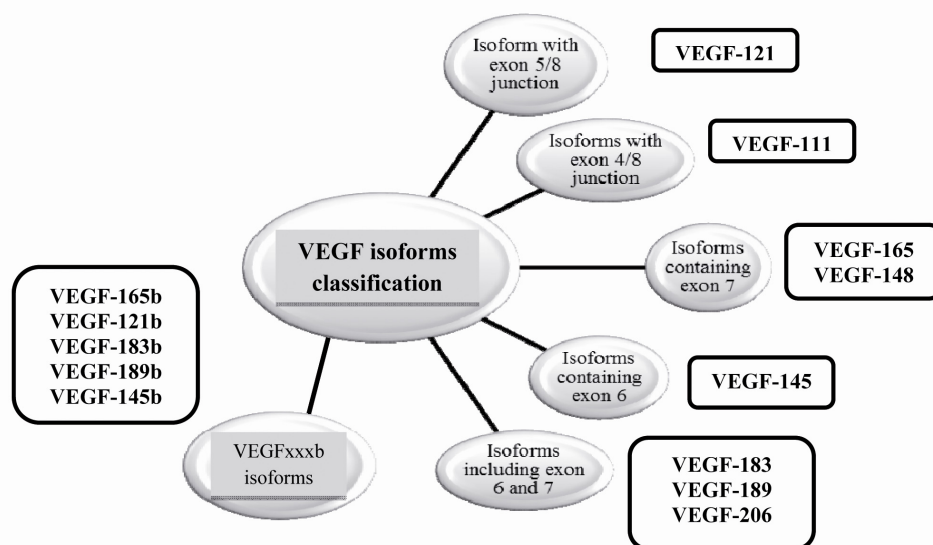 Isoform with
exon 5/8
junction
VEGF-121
Isoforms with
exon 4/8
junction
VEGF-111
VEGF isoforms
classification
Isoforms
containing
exon 7
VEGF-165
VEGF-148
VEGF-165b
VEGF-121b
VEGF-183b
VEGF-189b
VEGF-145b
Isoforms
containing
exon 6
VEGF-145
VEGFxxxb
isoforms
Isoforms
including exon
6 and 7
VEGF-183
VEGF-189
VEGF-206